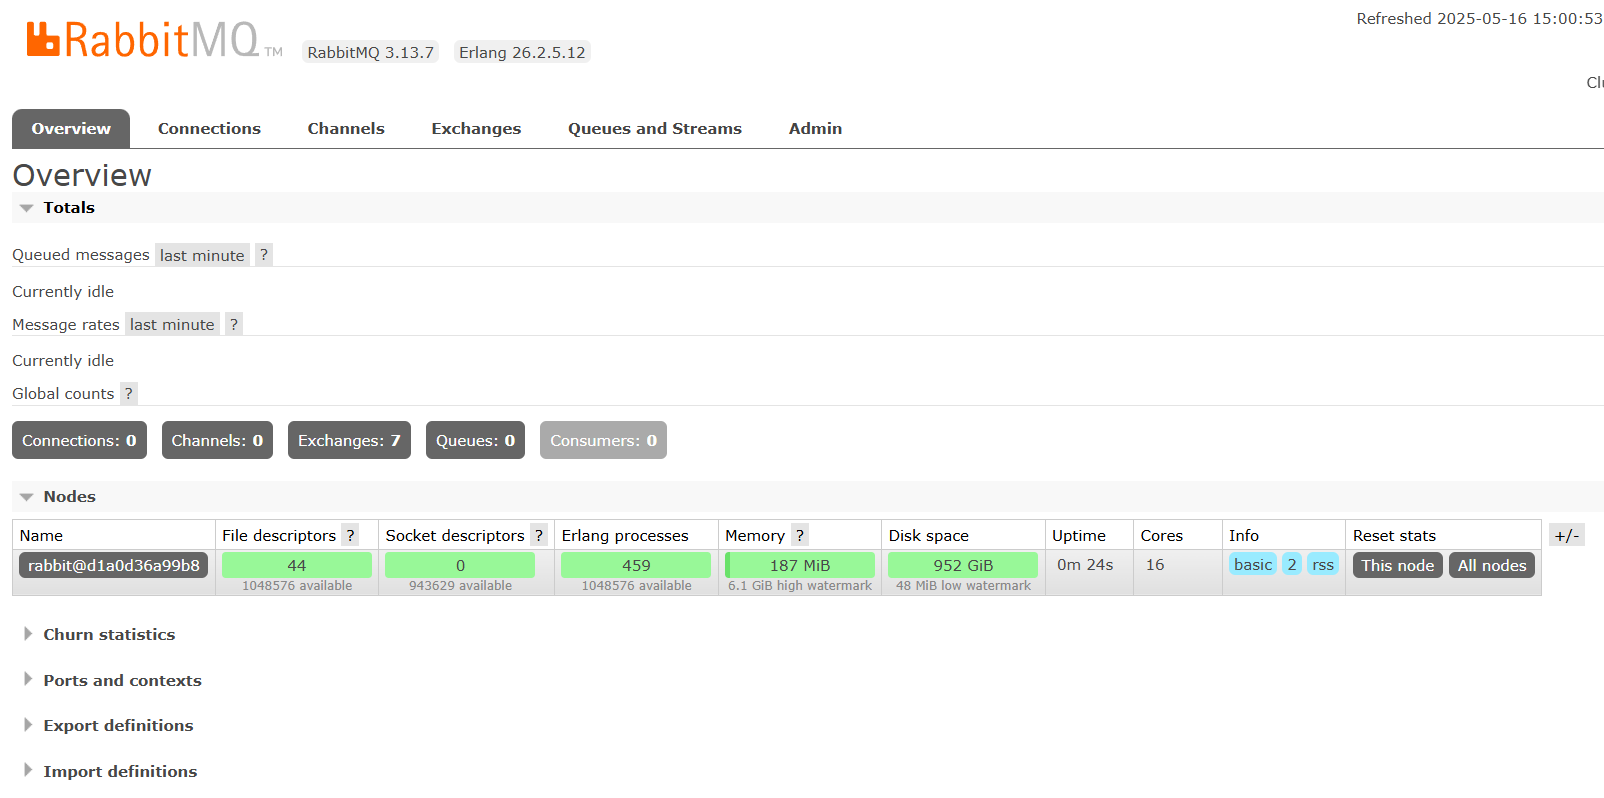 Refreshed 2025-05-16 15:00:53
RabbitMQ TM RabbitMQ 3.13.7 Erlang 26.2.5.12
Overview Connections Channels Exchanges Queues and Streams Admin
Overview
Totals
Queued messages last minute ?
Currently idle
Message rates last minute ?
Currently idle
Global counts ?
Connections: 0 Channels: 0 Exchanges: 7 Queues: 0 Consumers: 0
Nodes
Name File descriptors ? Socket descriptors ? Erlang processes Memory ? Disk space Uptime Cores Info Reset stats +/-
rabbit@d1a0d36a99b8 44 0 459 187 MiB 952 GiB 0m 24s 16 basic 2 rss This node All nodes
1048576 available 943629 available 1048576 available 6.1 GiB high watermark 48 MiB low watermark
Churn statistics
Ports and contexts
Export definitions
Import definitions